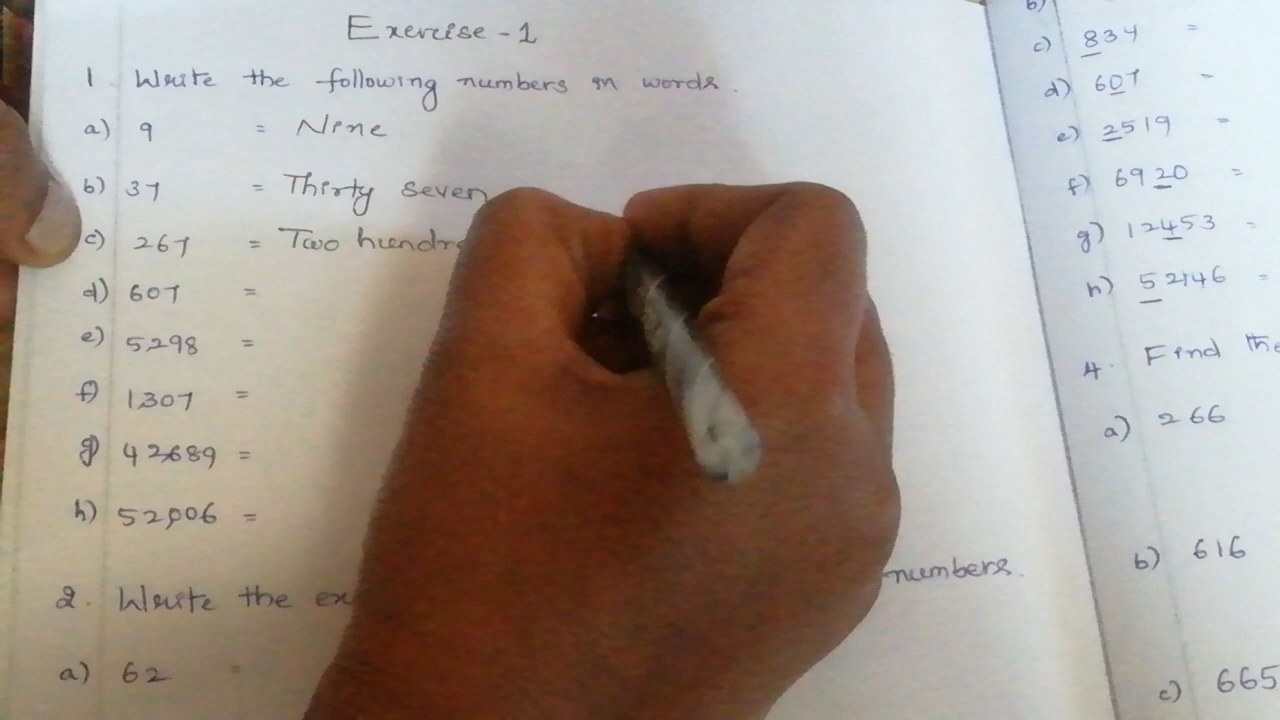 Exercise - 1
1 Write the following numbers in words.
a) 9 = Nine
b) 37 = Thirty seven
c) 267 = Two hundre
d) 607 =
e) 5298 =
f) 1307 =
g) 42689 =
h) 52006 =
2. Write the ex numbers.
a) 62 =
b)
c) 834 =
d) 607 =
e) 2519 =
f) 6920 =
g) 12453 =
h) 52146 =
4. Find the
a) 266
b) 616
c) 665